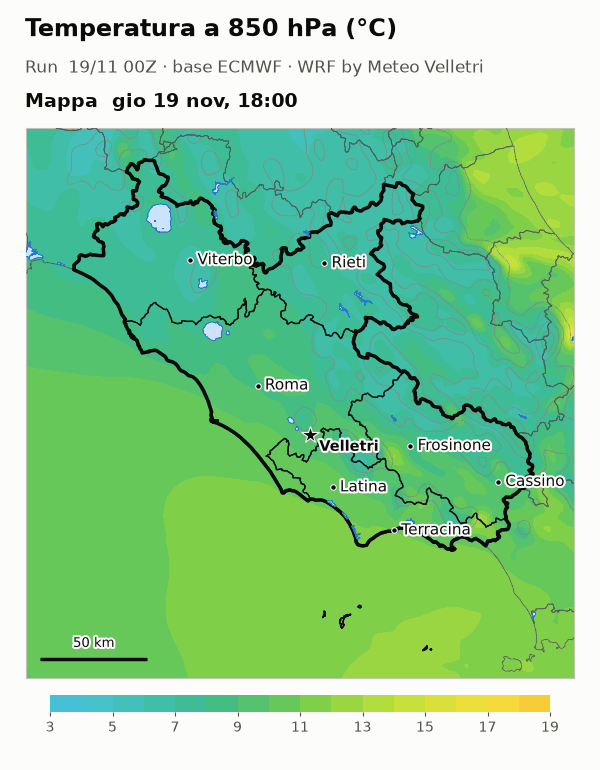 Temperatura a 850 hPa (°C)
Run  19/11 00Z · base ECMWF · WRF by Meteo Velletri
Mappa  gio 19 nov, 18:00
Viterbo
Rieti
Roma
Velletri
Frosinone
Latina
Cassino
Terracina
50 km
3 5 7 9 11 13 15 17 19